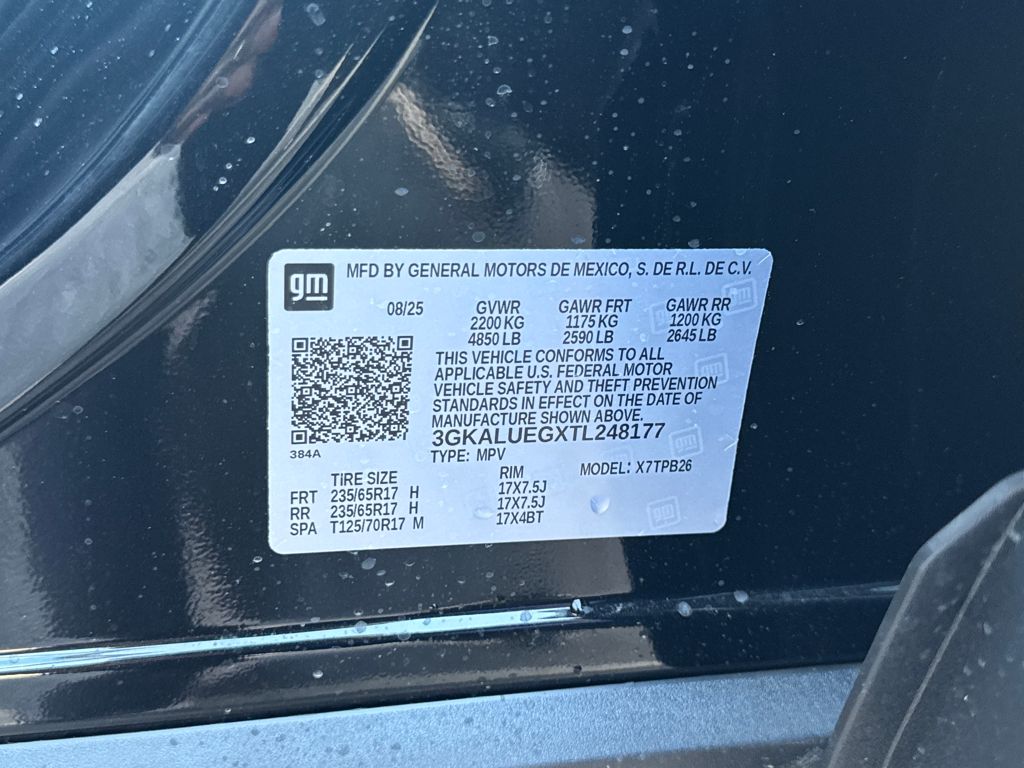 gm
MFD BY GENERAL MOTORS DE MEXICO, S. DE R.L. DE C.V.
08/25 GVWR GAWR FRT GAWR RR
2200 KG 1175 KG 1200 KG
4850 LB 2590 LB 2645 LB
THIS VEHICLE CONFORMS TO ALL
APPLICABLE U.S. FEDERAL MOTOR
VEHICLE SAFETY AND THEFT PREVENTION
STANDARDS IN EFFECT ON THE DATE OF
MANUFACTURE SHOWN ABOVE.
3GKALUEGXTL248177
384A
TYPE: MPV
MODEL: X7TPB26
TIRE SIZE RIM
FRT 235/65R17 H 17X7.5J
RR 235/65R17 H 17X7.5J
SPA T125/70R17 M 17X4BT